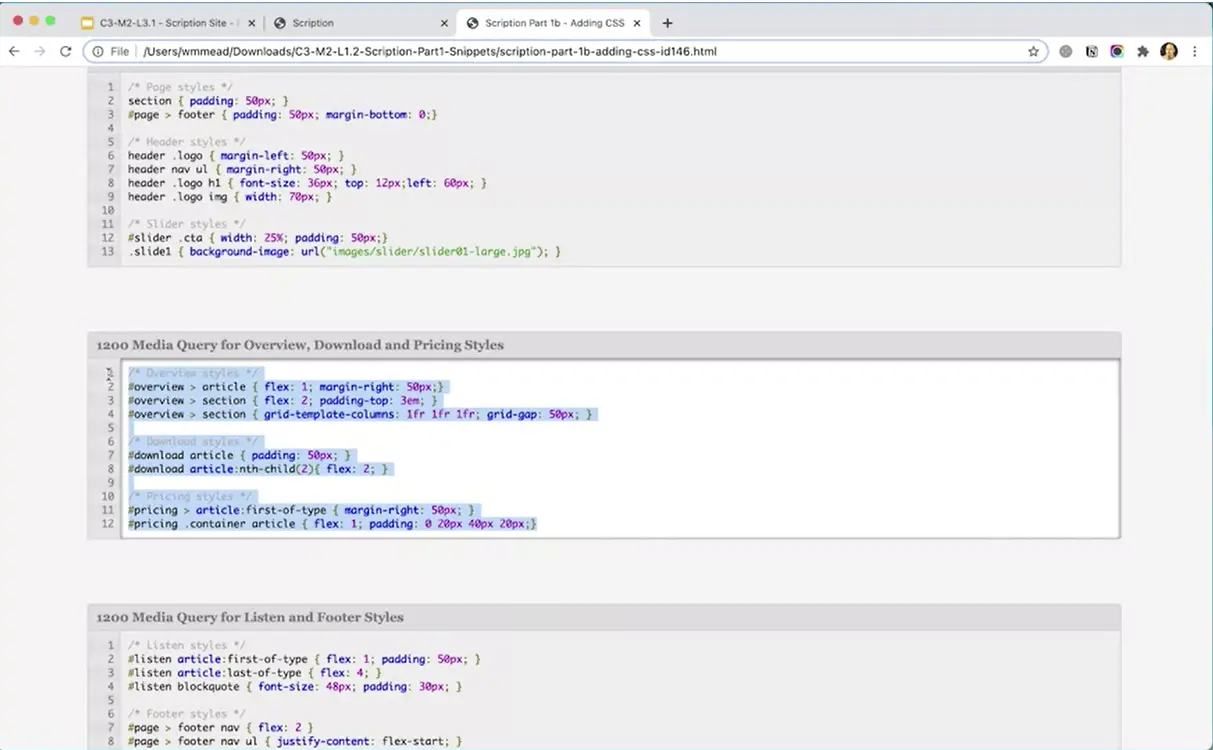 C3-M2-L3.1 - Scription Site -
Scription
Scription Part 1b - Adding CSS
File
/Users/wmmead/Downloads/C3-M2-L1.2-Scription-Part1-Snippets/scription-part-1b-adding-css-id146.html
1 /* Page styles */
2 section { padding: 50px; }
3 #page > footer { padding: 50px; margin-bottom: 0;}
4
5 /* Header styles */
6 header .logo { margin-left: 50px; }
7 header nav ul { margin-right: 50px; }
8 header .logo h1 { font-size: 36px; top: 12px;left: 60px; }
9 header .logo img { width: 70px; }
10
11 /* Slider styles */
12 #slider .cta { width: 25%; padding: 50px;}
13 .slide1 { background-image: url("images/slider/slider01-large.jpg"); }
1200 Media Query for Overview, Download and Pricing Styles
/* Overview styles */
2 #overview > article { flex: 1; margin-right: 50px;}
3 #overview > section { flex: 2; padding-top: 3em; }
4 #overview > section { grid-template-columns: 1fr 1fr 1fr; grid-gap: 50px; }
5
6 /* Download styles */
7 #download article { padding: 50px; }
8 #download article:nth-child(2){ flex: 2; }
9
10 /* Pricing styles */
11 #pricing > article:first-of-type { margin-right: 50px; }
12 #pricing .container article { flex: 1; padding: 0 20px 40px 20px;}
1200 Media Query for Listen and Footer Styles
1 /* Listen styles */
2 #listen article:first-of-type { flex: 1; padding: 50px; }
3 #listen article:last-of-type { flex: 4; }
4 #listen blockquote { font-size: 48px; padding: 30px; }
5
6 /* Footer styles */
7 #page > footer nav { flex: 2 }
8 #page > footer nav ul { justify-content: flex-start; }